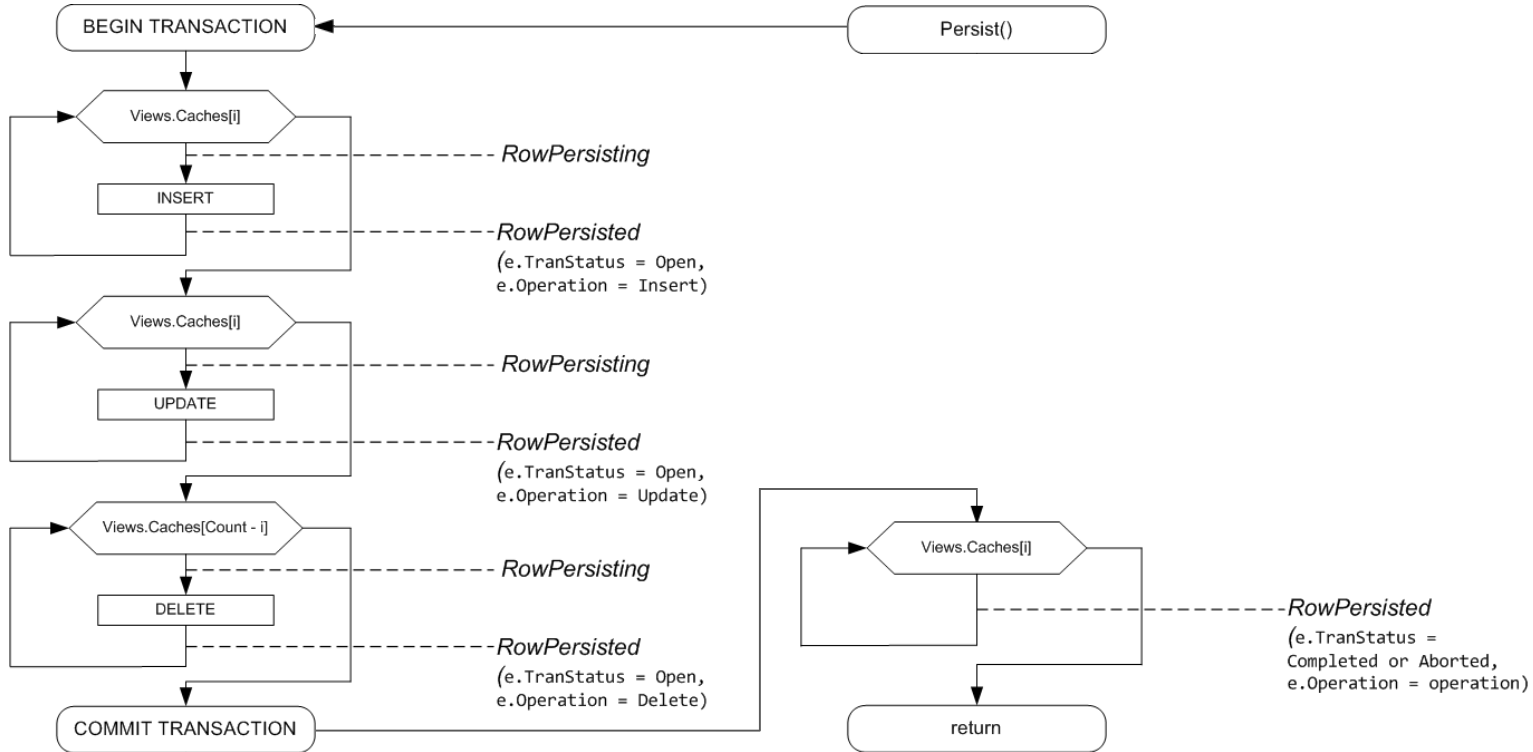 BEGIN TRANSACTION
Persist()
Views.Caches[i]
RowPersisting
INSERT
RowPersisted
(e.TranStatus = Open,
e.Operation = Insert)
Views.Caches[i]
RowPersisting
UPDATE
RowPersisted
(e.TranStatus = Open,
e.Operation = Update)
Views.Caches[Count - i]
RowPersisting
DELETE
RowPersisted
(e.TranStatus = Open,
e.Operation = Delete)
COMMIT TRANSACTION
Views.Caches[i]
RowPersisted
(e.TranStatus =
Completed or Aborted,
e.Operation = operation)
return